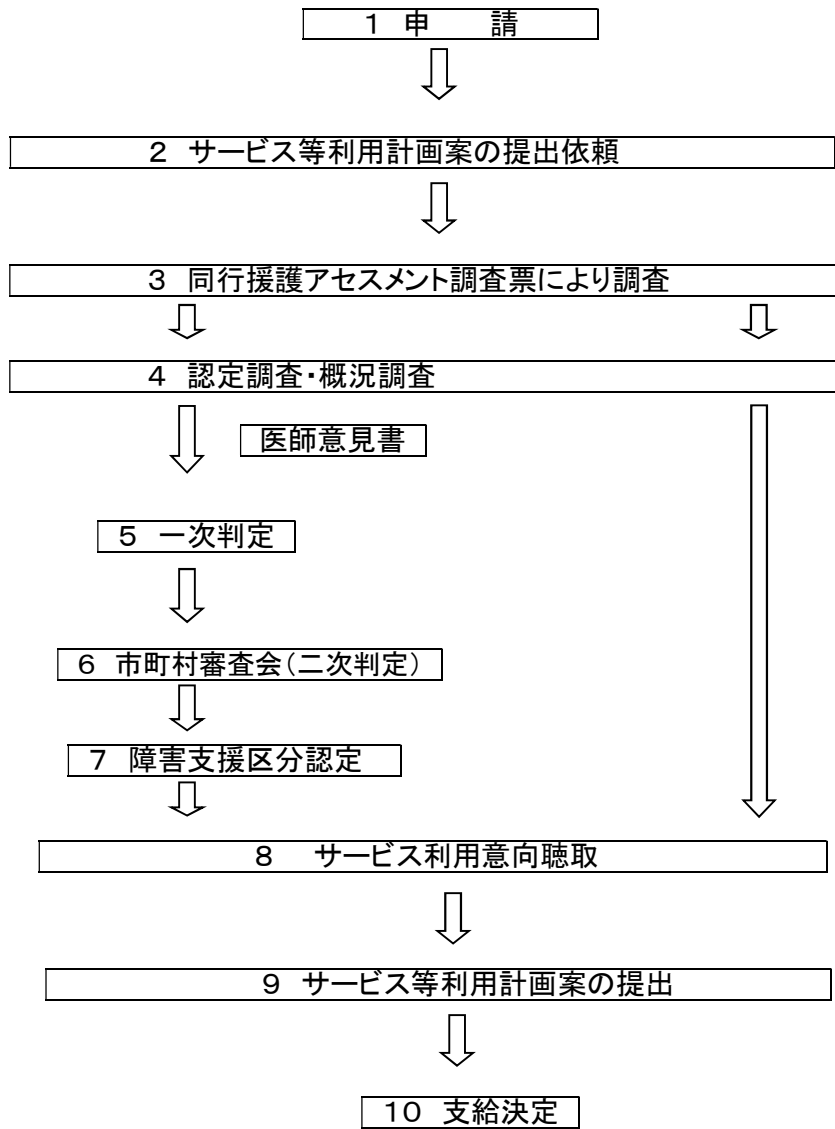 1 申　　請
2 サービス等利用計画案の提出依頼
3 同行援護アセスメント調査票により調査
4 認定調査・概況調査
医師意見書
5 一次判定
6 市町村審査会（二次判定）
7 障害支援区分認定
8 サービス利用意向聴取
9 サービス等利用計画案の提出
10 支給決定